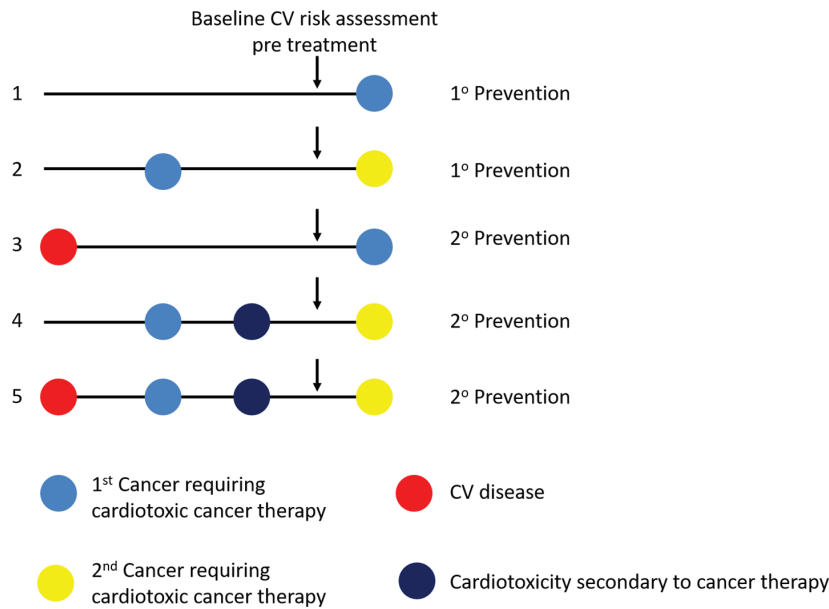 Baseline CV risk assessment
pre treatment
1 1º Prevention
2 1º Prevention
3 2º Prevention
4 2º Prevention
5 2º Prevention
1st Cancer requiring
cardiotoxic cancer therapy
CV disease
2nd Cancer requiring
cardiotoxic cancer therapy
Cardiotoxicity secondary to cancer therapy